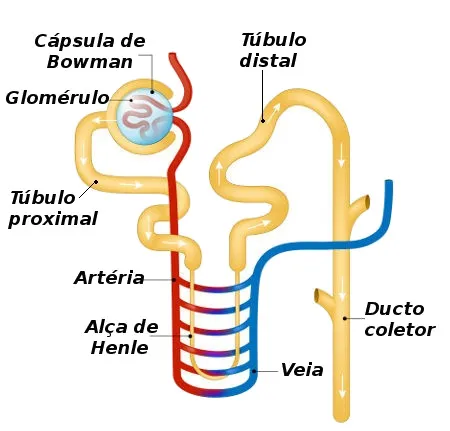 Cápsula de
Bowman
Glomérulo
Túbulo
distal
Túbulo
proximal
Artéria
Alça de
Henle
Ducto
coletor
Veia